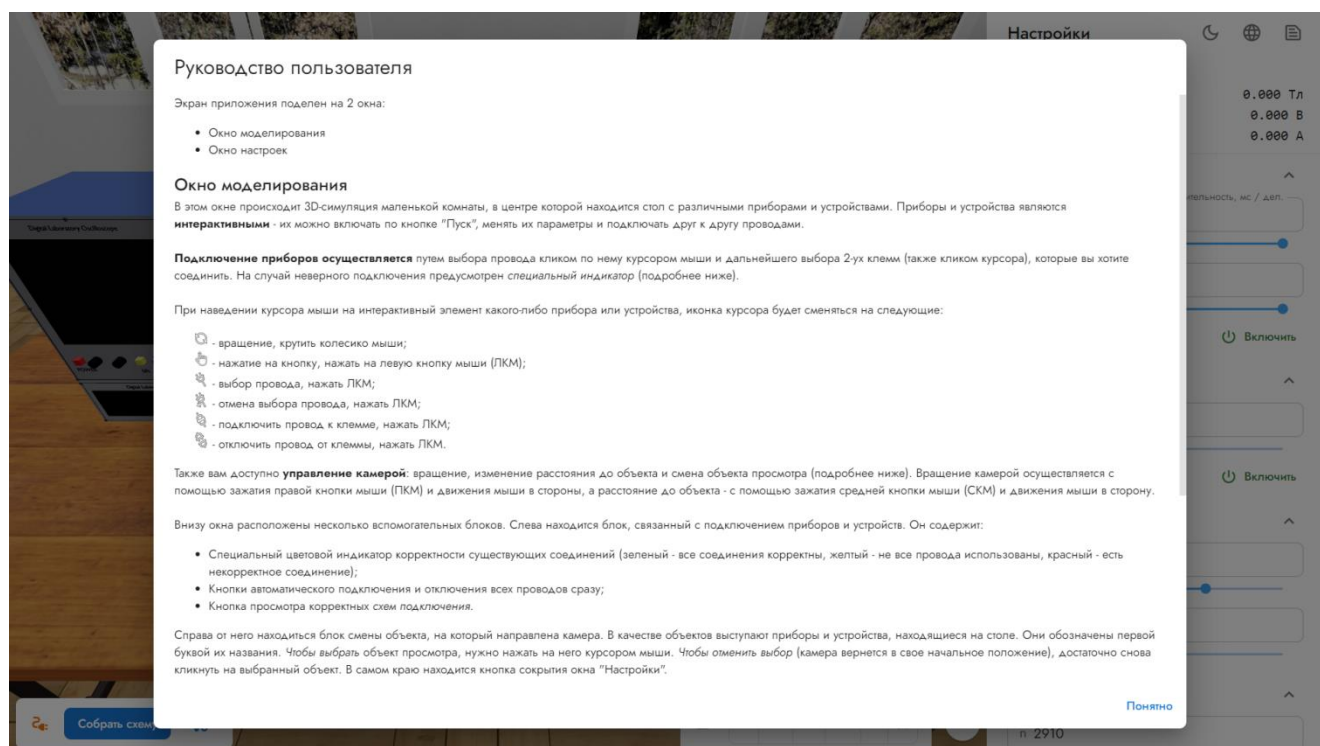 Настройки
Руководство пользователя
Экран приложения поделен на 2 окна:
• Окно моделирования
• Окно настроек
Окно моделирования
В этом окне происходит 3D-симуляция маленькой комнаты, в центре которой находится стол с различными приборами и устройствами. Приборы и устройства являются
интерактивными - их можно включать по кнопке "Пуск", менять их параметры и подключать друг к другу проводами.
Подключение приборов осуществляется путем выбора провода кликом по нему курсором мыши и дальнейшего выбора 2-ух клемм (также кликом курсора), которые вы хотите
соединить. На случай неверного подключения предусмотрен специальный индикатор (подробнее ниже).
При наведении курсора мыши на интерактивный элемент какого-либо прибора или устройства, иконка курсора будет сменяться на следующие:
- вращение, крутить колесико мыши;
- нажатие на кнопку, нажать на левую кнопку мыши (ЛКМ);
- выбор провода, нажать ЛКМ;
- отмена выбора провода, нажать ЛКМ;
- подключить провод к клемме, нажать ЛКМ;
- отключить провод от клеммы, нажать ЛКМ.
Также вам доступно управление камерой: вращение, изменение расстояния до объекта и смена объекта просмотра (подробнее ниже). Вращение камерой осуществляется с
помощью зажатия правой кнопки мыши (ПКМ) и движения мыши в стороны, а расстояние до объекта - с помощью зажатия средней кнопки мыши (СКМ) и движения мыши в сторону.
Внизу окна расположены несколько вспомогательных блоков. Слева находится блок, связанный с подключением приборов и устройств. Он содержит:
• Специальный цветовой индикатор корректности существующих соединений (зеленый - все соединения корректны, желтый - не все провода использованы, красный - есть
некорректное соединение);
• Кнопки автоматического подключения и отключения всех проводов сразу;
• Кнопка просмотра корректных схем подключения.
Справа от него находиться блок смены объекта, на который направлена камера. В качестве объектов выступают приборы и устройства, находящиеся на столе. Они обозначены первой
буквой их названия. Чтобы выбрать объект просмотра, нужно нажать на него курсором мыши. Чтобы отменить выбор (камера вернется в свое начальное положение), достаточно снова
кликнуть на выбранный объект. В самом краю находится кнопка сокрытия окна "Настройки".
Понятно
0.000 Тл
0.000 В
0.000 А
мс / дел.
Включить
Включить
Собрать схему
n 2910